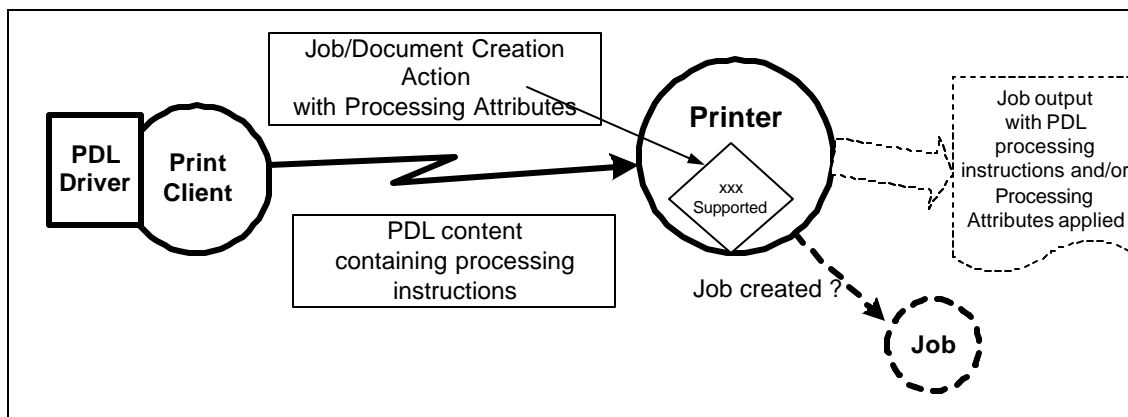 Job/Document Creation
Action
with Processing Attributes
PDL
Driver
Print
Client
Printer
xxx
Supported
Job output
with PDL
processing
instructions and/or
Processing
Attributes applied
PDL content
containing processing
instructions
Job created ?
Job